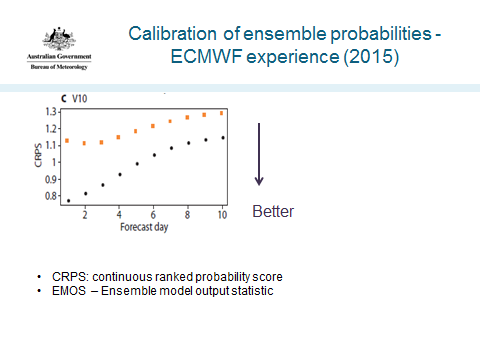 Calibration of ensemble probabilities -
ECMWF experience (2015)
Australian Government
Bureau of Meteorology
C V10
1.3
1.2
1.1
1
0.9
0.8
CRPS
2 4 6 8 10
Forecast day
Better
• CRPS: continuous ranked probability score
• EMOS – Ensemble model output statistic